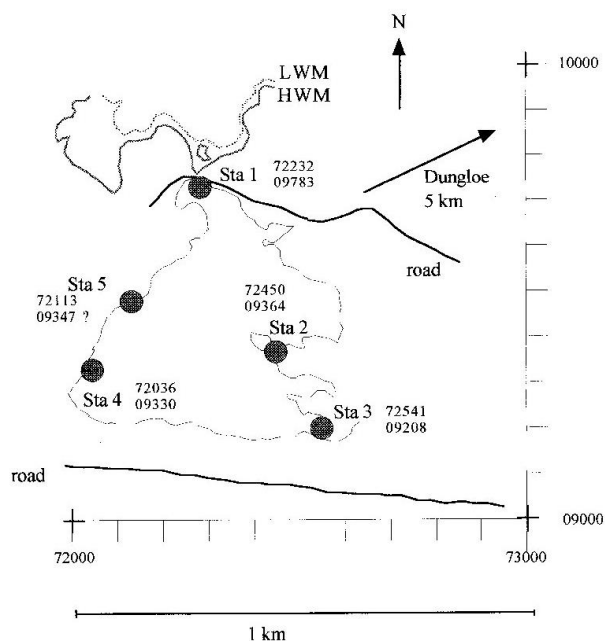 N
10000
LWM
HWM
Sta 1
72232
09783
Dungloe
5 km
road
Sta 5
72113
09347 ?
72450
09364
Sta 2
Sta 4
72036
09330
Sta 3
72541
09208
road
09000
72000
73000
1 km